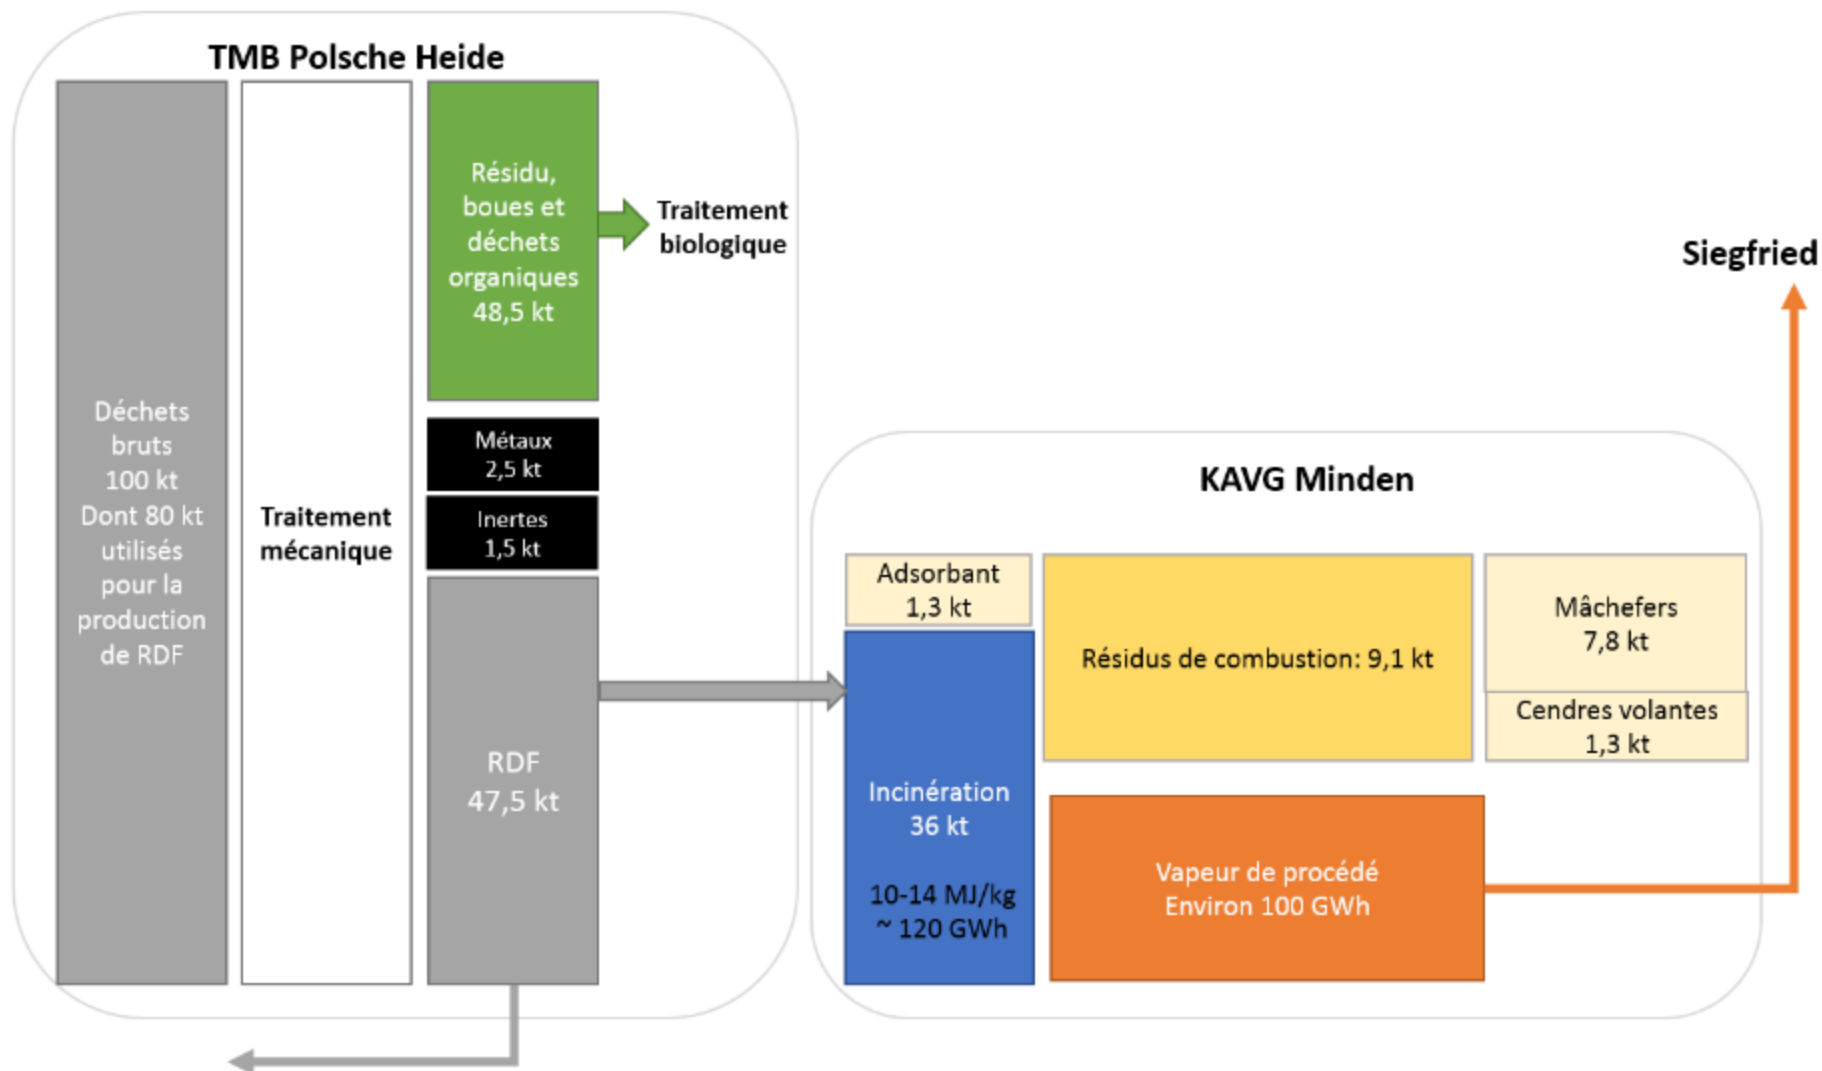 TMB Polsche Heide
Déchets
bruts
100 kt
Dont 80 kt
utilisés
pour la
production
de RDF
Traitement
mécanique
Résidu,
boues et
déchets
organiques
48,5 kt
Traitement
biologique
Métaux
2,5 kt
Inertes
1,5 kt
RDF
47,5 kt
Siegfried
KAVG Minden
Adsorbant
1,3 kt
Incinération
36 kt
10-14 MJ/kg
~ 120 GWh
Résidus de combustion: 9,1 kt
Mâchefers
7,8 kt
Cendres volantes
1,3 kt
Vapeur de procédé
Environ 100 GWh